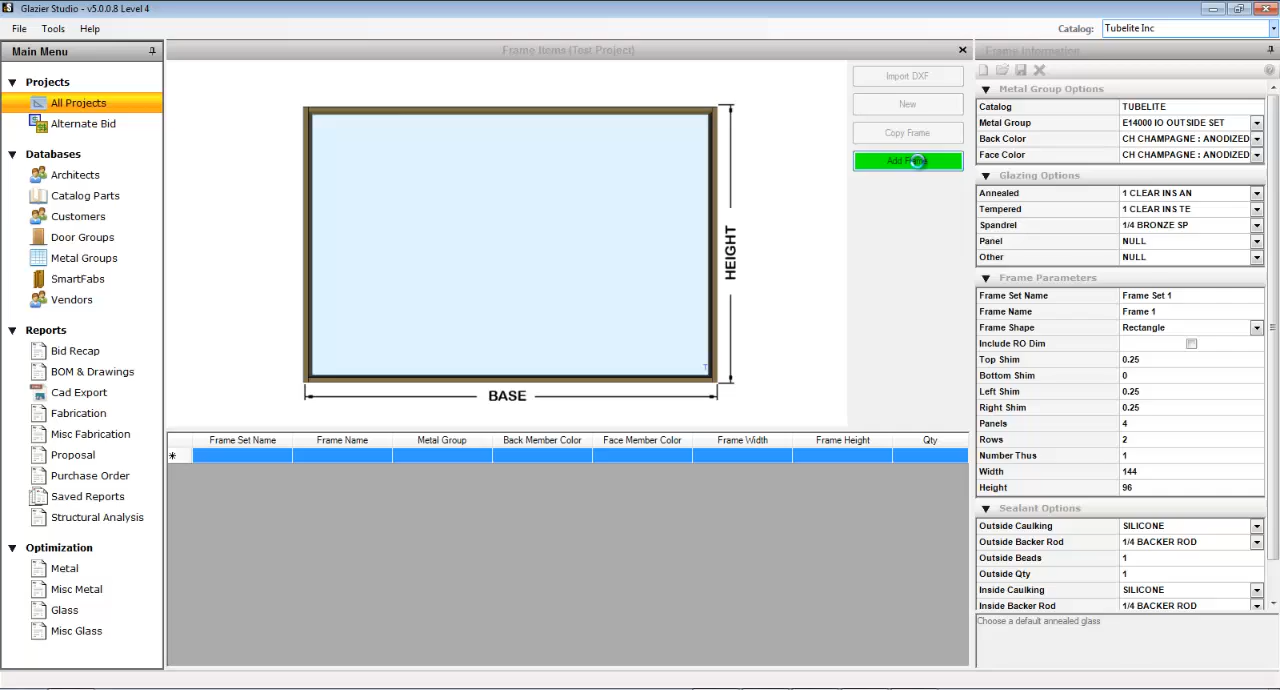 Glazier Studio - v5.0.0.8 Level 4
File Tools Help
Catalog: Tubelite Inc
Main Menu
Projects
All Projects
Alternate Bid
Databases
Architects
Catalog Parts
Customers
Door Groups
Metal Groups
SmartFabs
Vendors
Reports
Bid Recap
BOM & Drawings
Cad Export
Fabrication
Misc Fabrication
Proposal
Purchase Order
Saved Reports
Structural Analysis
Optimization
Metal
Misc Metal
Glass
Misc Glass
Frame Items (Test Project)
Import DXF
New
Copy Frame
Add Frame
HEIGHT
T
BASE
Frame Set Name Frame Name Metal Group Back Member Color Face Member Color Frame Width Frame Height Qty
Frame Information
Metal Group Options
Catalog TUBELITE
Metal Group E14000 IO OUTSIDE SET
Back Color CH CHAMPAGNE : ANODIZED
Face Color CH CHAMPAGNE : ANODIZED
Glazing Options
Annealed 1 CLEAR INS AN
Tempered 1 CLEAR INS TE
Spandrel 1/4 BRONZE SP
Panel NULL
Other NULL
Frame Parameters
Frame Set Name Frame Set 1
Frame Name Frame 1
Frame Shape Rectangle
Include RO Dim
Top Shim 0.25
Bottom Shim 0
Left Shim 0.25
Right Shim 0.25
Panels 4
Rows 2
Number Thus 1
Width 144
Height 96
Sealant Options
Outside Caulking SILICONE
Outside Backer Rod 1/4 BACKER ROD
Outside Beads 1
Outside Qty 1
Inside Caulking SILICONE
Inside Backer Rod 1/4 BACKER ROD
Choose a default annealed glass